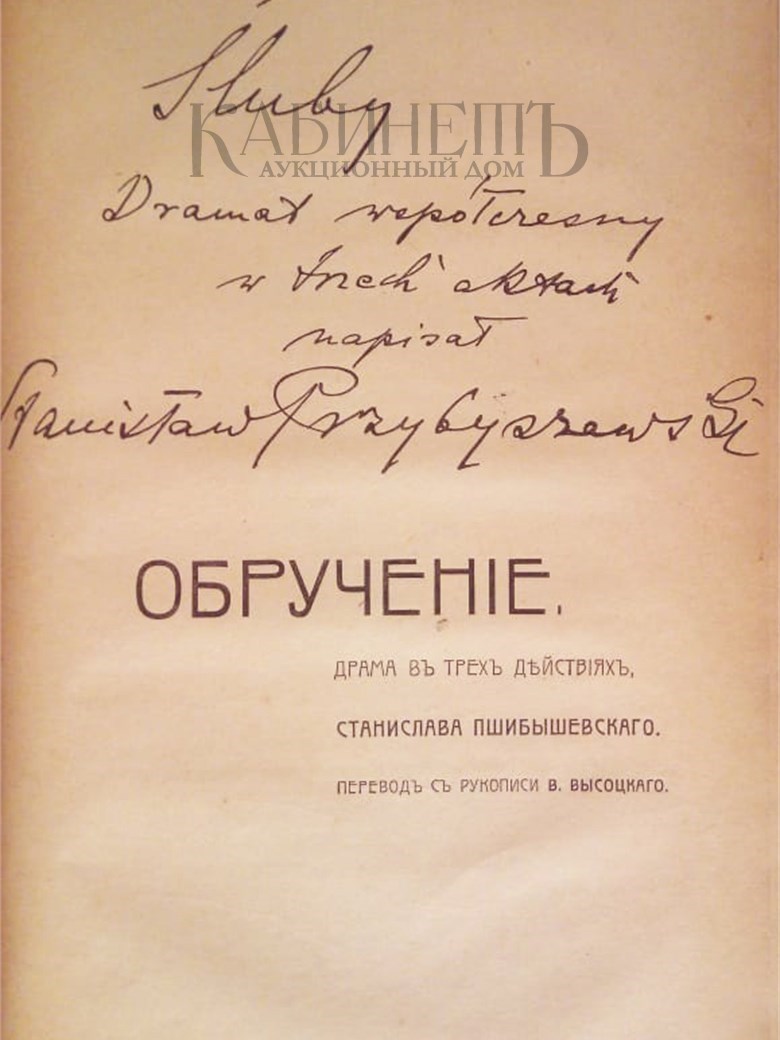 Śluby
КАБИНЕТЪ
АУКЦИОННЫЙ ДОМ
Dramat współczesny
w trzech aktach
napisał
Stanisław Przybyszewski
ОБРУЧЕНІЕ.
ДРАМА ВЪ ТРЕХЪ ДѢЙСТВІЯХЪ,
СТАНИСЛАВА ПШИБЫШЕВСКАГО.
ПЕРЕВОДЪ СЪ РУКОПИСИ В. ВЫСОЦКАГО.